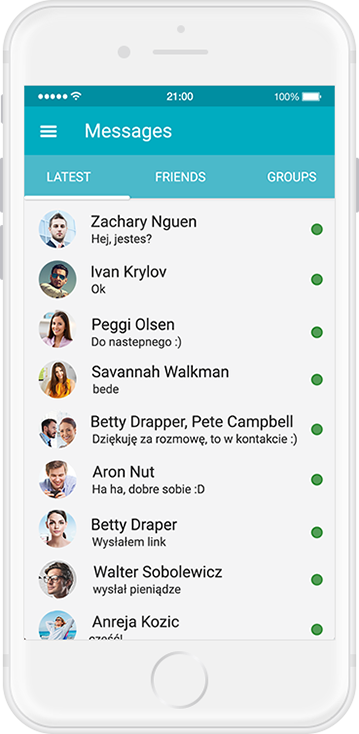 21:00
100%
Messages
LATEST
FRIENDS
GROUPS
Zachary Nguen
Hej, jestes?
Ivan Krylov
Ok
Peggi Olsen
Do nastepnego :)
Savannah Walkman
bede
Betty Drapper, Pete Campbell
Dziękuję za rozmowę, to w kontakcie :)
Aron Nut
Ha ha, dobre sobie :D
Betty Draper
Wysłałem link
Walter Sobolewicz
wysłał pieniądze
Anreja Kozic